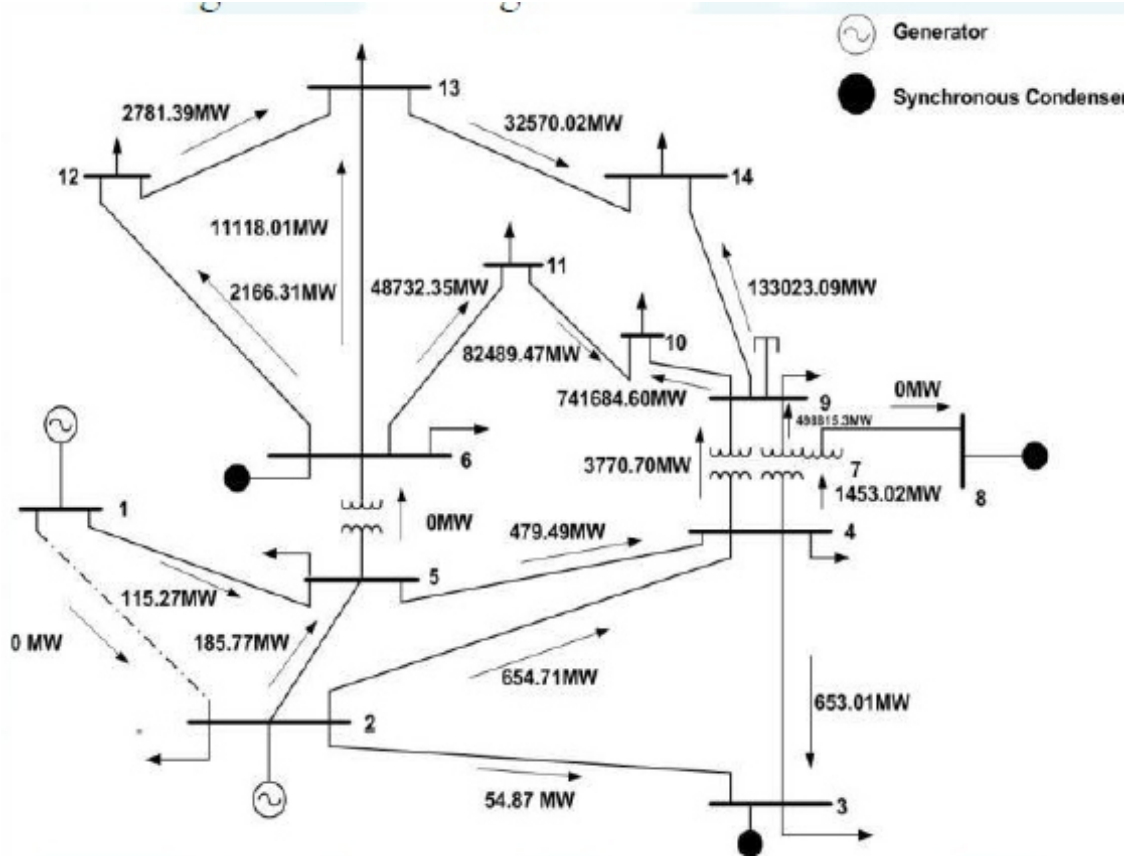 Generator
Synchronous Condenser
13
2781.39MW
32570.02MW
12
14
11118.01MW
11
2166.31MW
48732.35MW
133023.09MW
10
82489.47MW
741684.60MW
9
0MW
6
3770.70MW
7
1453.02MW
8
1
0MW
479.49MW
4
5
115.27MW
0 MW
185.77MW
654.71MW
653.01MW
2
54.87 MW
3